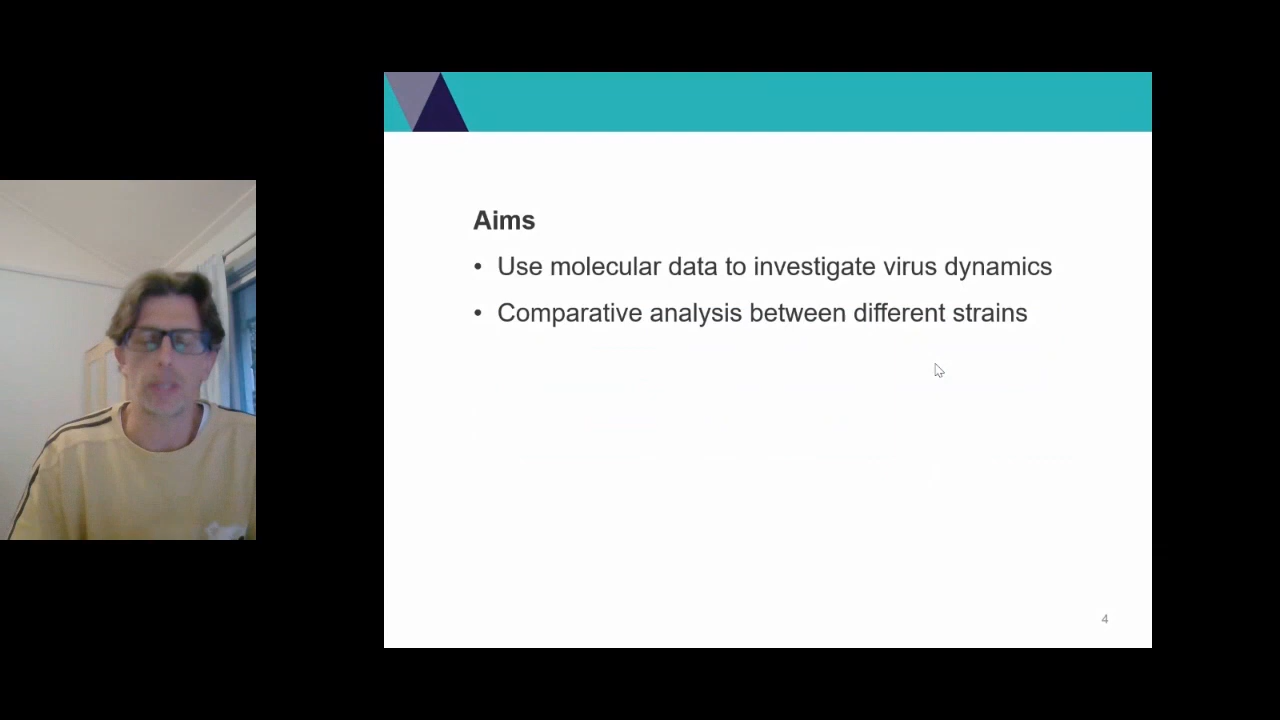 Aims
• Use molecular data to investigate virus dynamics
• Comparative analysis between different strains
4